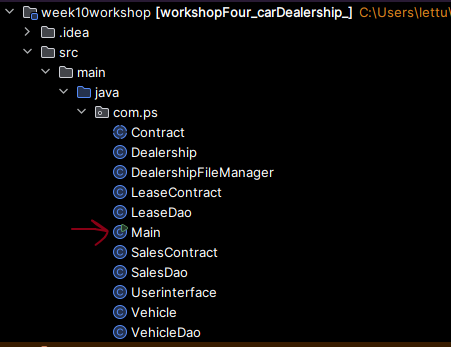 week10workshop [workshopFour_carDealership_] C:\Users\lettu\
.idea
src
main
java
com.ps
Contract
Dealership
DealershipFileManager
LeaseContract
LeaseDao
Main
SalesContract
SalesDao
Userinterface
Vehicle
VehicleDao